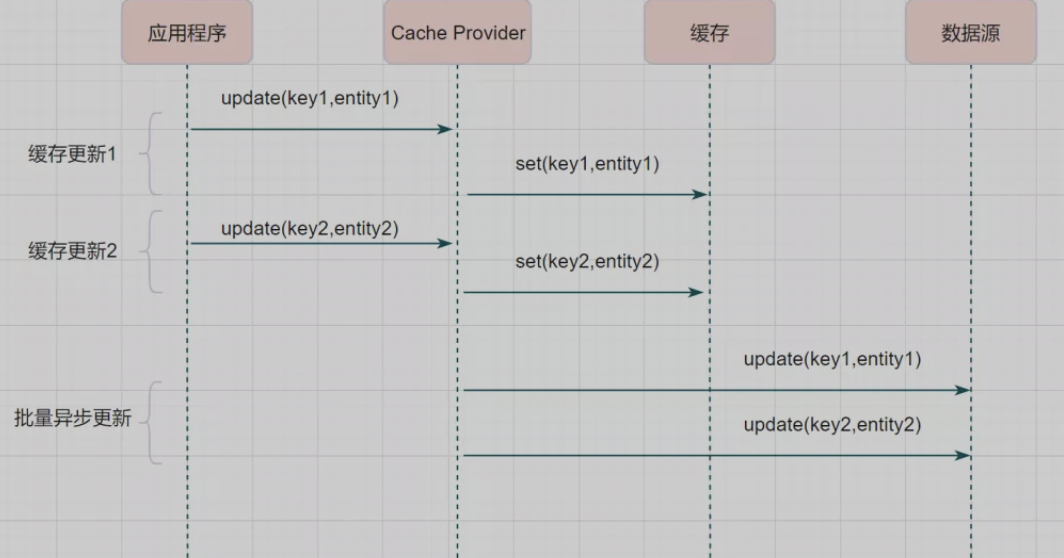 应用程序
Cache Provider
缓存
数据源
update(key1,entity1)
缓存更新1
set(key1,entity1)
update(key2,entity2)
缓存更新2
set(key2,entity2)
update(key1,entity1)
批量异步更新
update(key2,entity2)